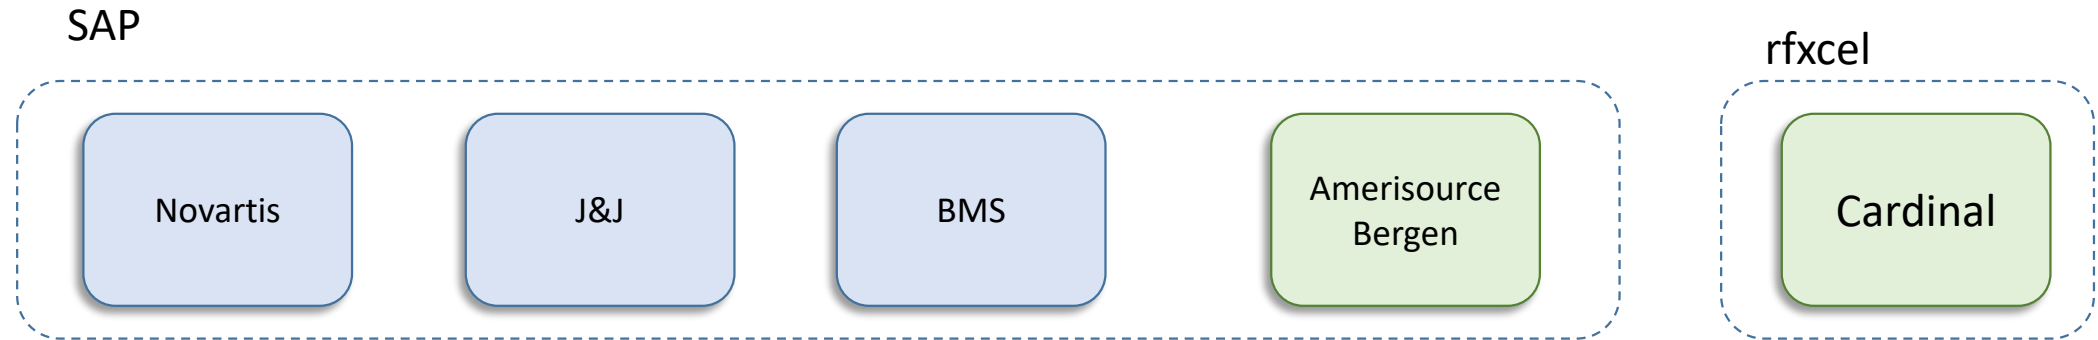 SAP
rfxcel
Novartis
J&J
BMS
Amerisource
Bergen
Cardinal